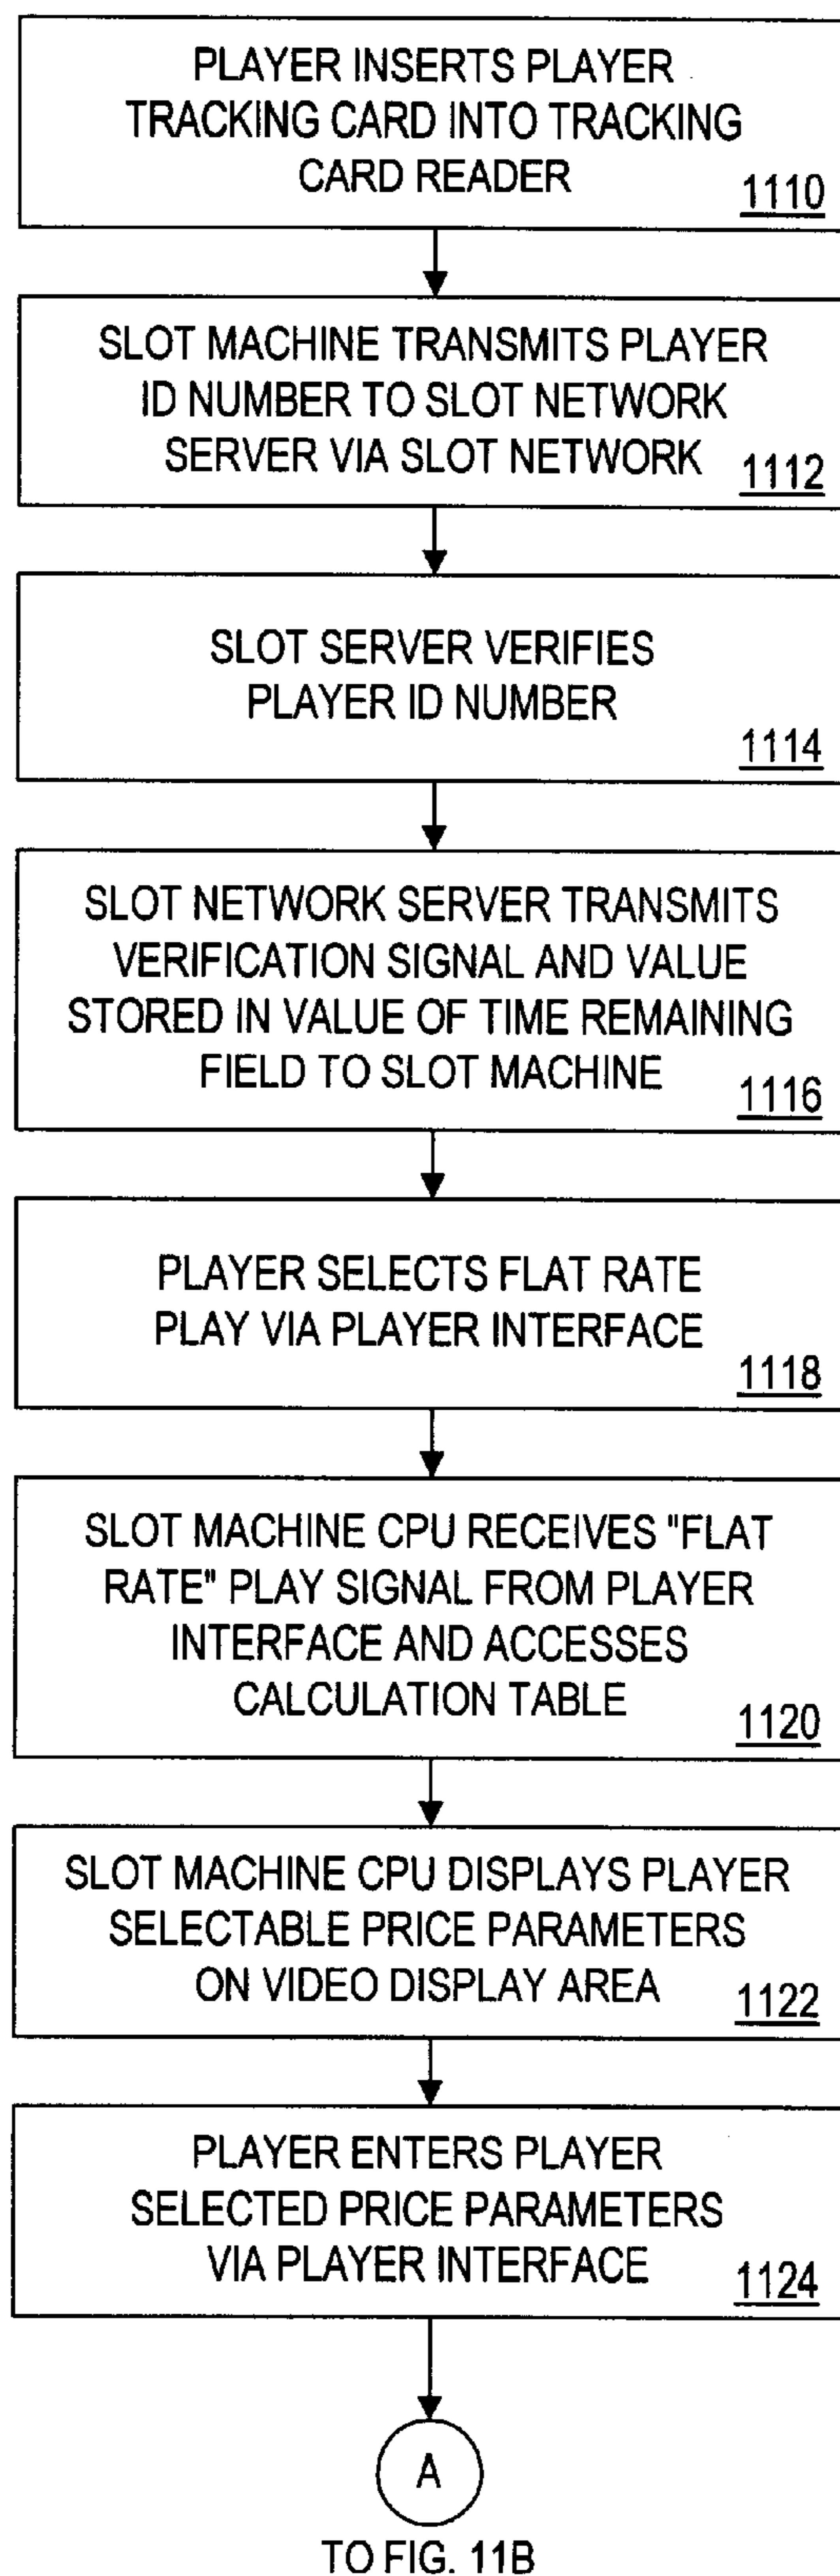 PLAYER INSERTS PLAYER
TRACKING CARD INTO TRACKING
CARD READER
1110
SLOT MACHINE TRANSMITS PLAYER
ID NUMBER TO SLOT NETWORK
SERVER VIA SLOT NETWORK
1112
SLOT SERVER VERIFIES
PLAYER ID NUMBER
1114
SLOT NETWORK SERVER TRANSMITS
VERIFICATION SIGNAL AND VALUE
STORED IN VALUE OF TIME REMAINING
FIELD TO SLOT MACHINE
1116
PLAYER SELECTS FLAT RATE
PLAY VIA PLAYER INTERFACE
1118
SLOT MACHINE CPU RECEIVES "FLAT
RATE" PLAY SIGNAL FROM PLAYER
INTERFACE AND ACCESSES
CALCULATION TABLE
1120
SLOT MACHINE CPU DISPLAYS PLAYER
SELECTABLE PRICE PARAMETERS
ON VIDEO DISPLAY AREA
1122
PLAYER ENTERS PLAYER
SELECTED PRICE PARAMETERS
VIA PLAYER INTERFACE
1124
A
TO FIG. 11B